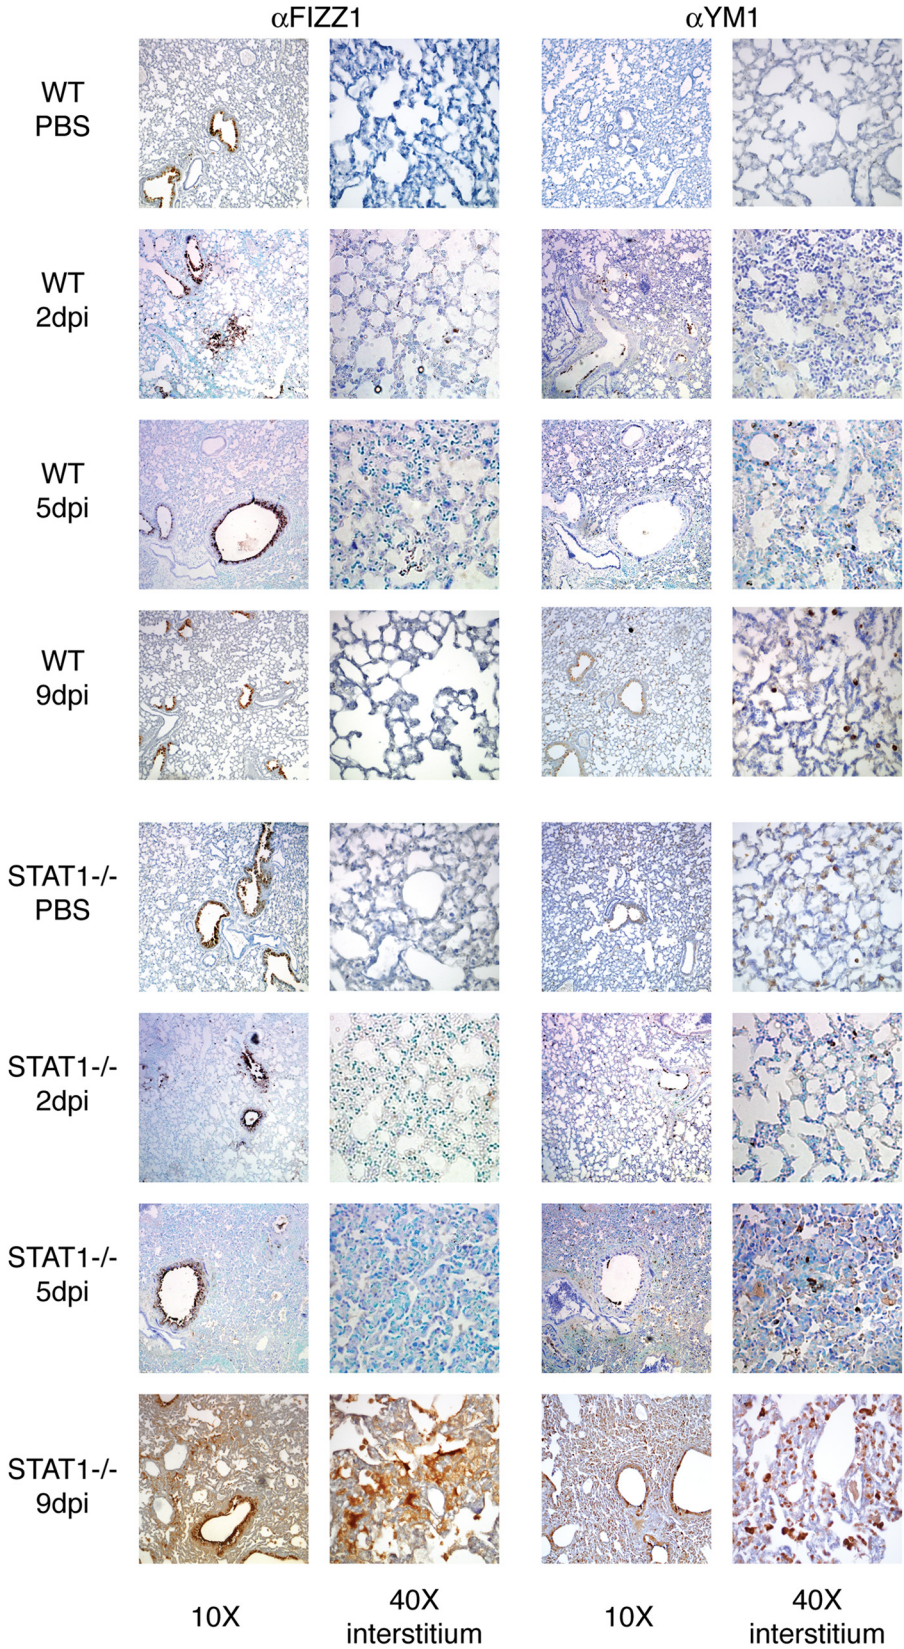 αFIZZ1 αYM1
WT
PBS
WT
2dpi
WT
5dpi
WT
9dpi
STAT1-/-
PBS
STAT1-/-
2dpi
STAT1-/-
5dpi
STAT1-/-
9dpi
10X 40X interstitium 10X 40X interstitium